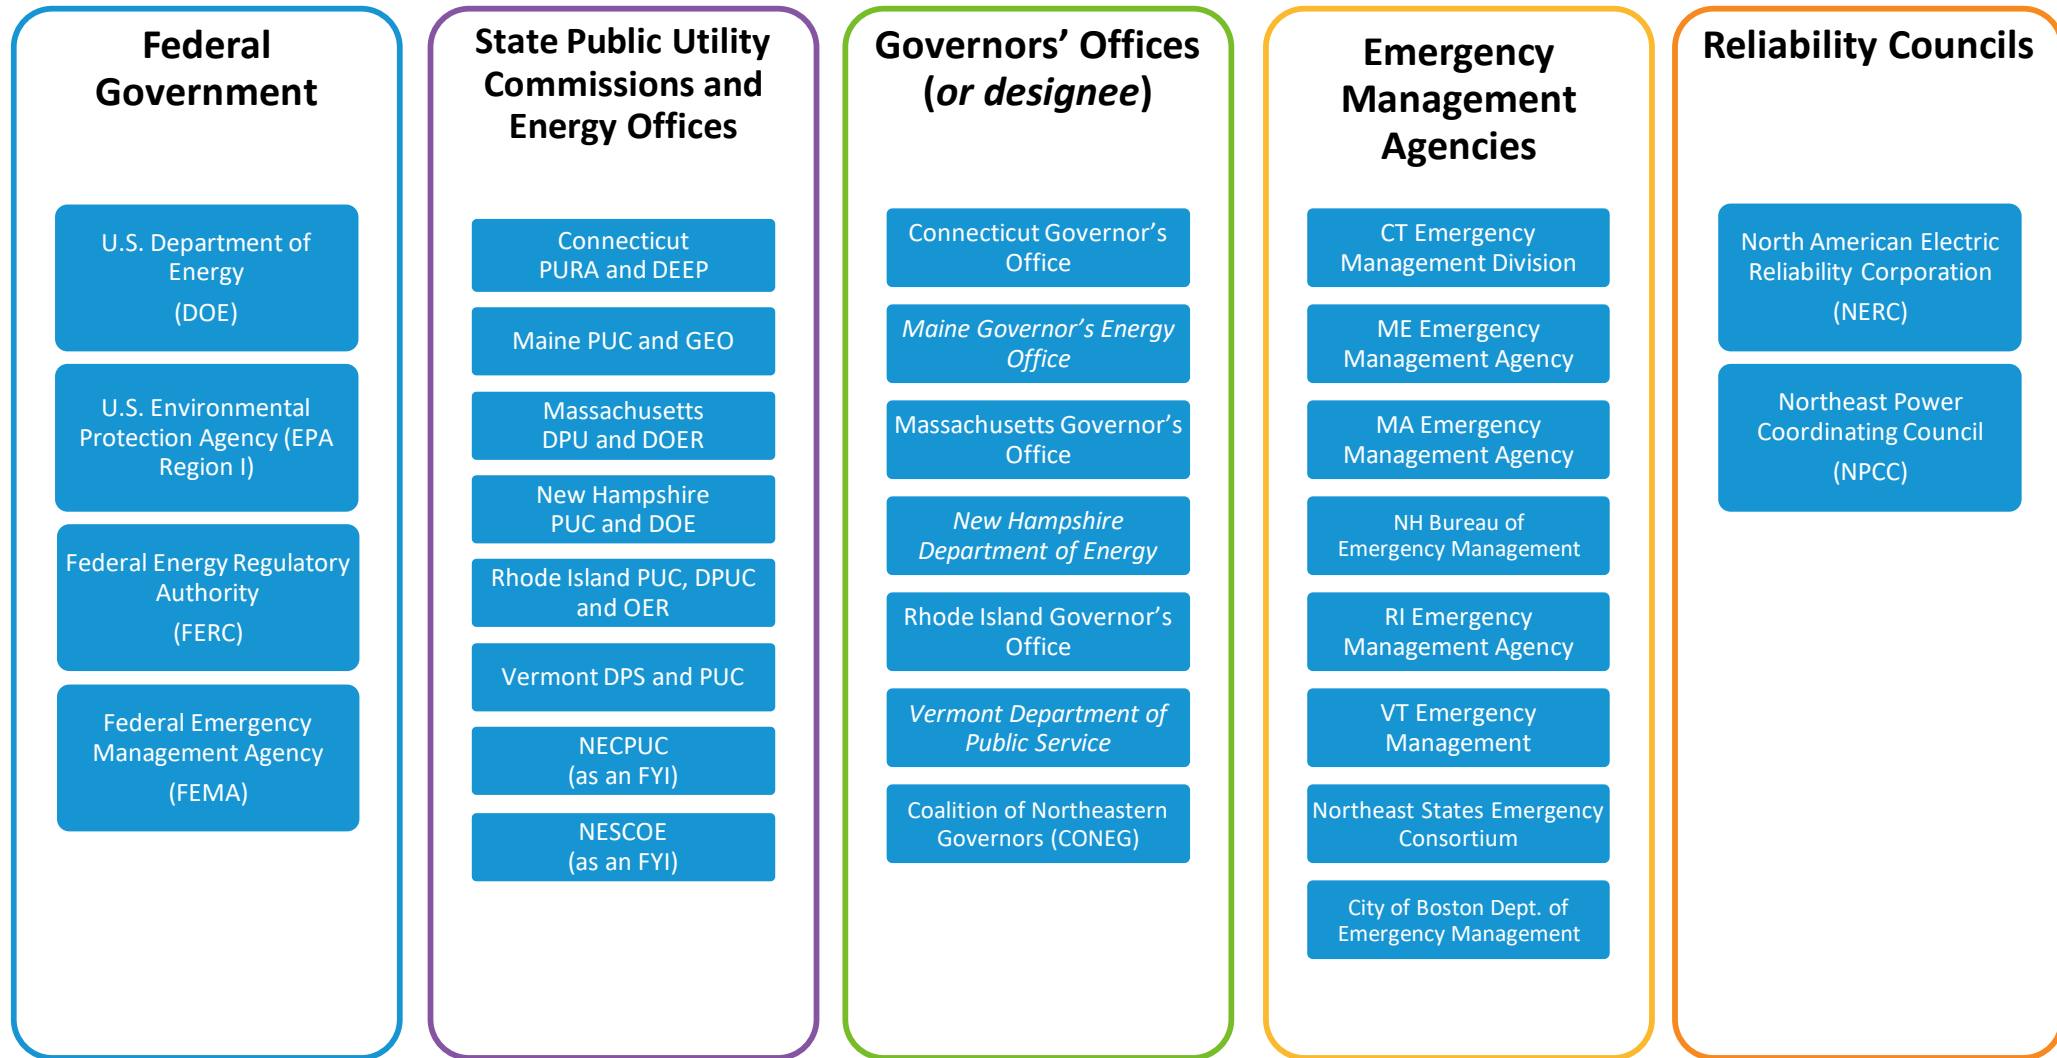 Federal
Government
U.S. Department of
Energy
(DOE)
U.S. Environmental
Protection Agency (EPA
Region I)
Federal Energy Regulatory
Authority
(FERC)
Federal Emergency
Management Agency
(FEMA)
State Public Utility
Commissions and
Energy Offices
Connecticut
PURA and DEEP
Maine PUC and GEO
Massachusetts
DPU and DOER
New Hampshire
PUC and DOE
Rhode Island PUC, DPUC
and OER
Vermont DPS and PUC
NECPUC
(as an FYI)
NESCOE
(as an FYI)
Governors’ Offices
(or designee)
Connecticut Governor’s
Office
Maine Governor’s Energy
Office
Massachusetts Governor’s
Office
New Hampshire
Department of Energy
Rhode Island Governor’s
Office
Vermont Department of
Public Service
Coalition of Northeastern
Governors (CONEG)
Emergency
Management
Agencies
CT Emergency
Management Division
ME Emergency
Management Agency
MA Emergency
Management Agency
NH Bureau of
Emergency Management
RI Emergency
Management Agency
VT Emergency
Management
Northeast States Emergency
Consortium
City of Boston Dept. of
Emergency Management
Reliability Councils
North American Electric
Reliability Corporation
(NERC)
Northeast Power
Coordinating Council
(NPCC)